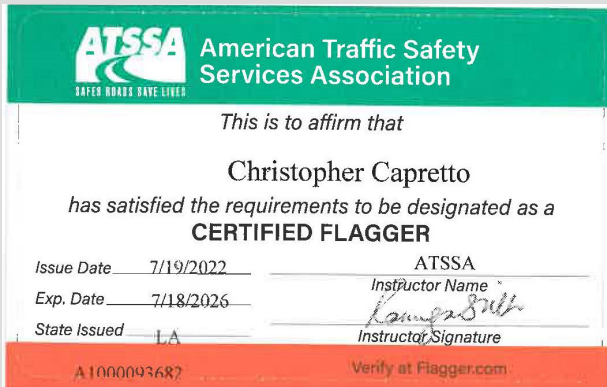 ATSSA
SAFER ROADS SAVE LIVES
American Traffic Safety
Services Association
This is to affirm that
Christopher Capretto
has satisfied the requirements to be designated as a
CERTIFIED FLAGGER
Issue Date 7/19/2022
ATSSA
Instructor Name
Exp. Date 7/18/2026
State Issued LA
Instructor Signature
A1000093682
Verify at Flagger.com